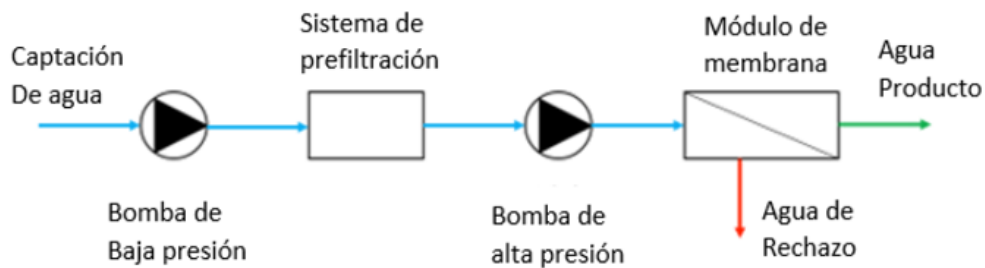 Captación
De agua
Sistema de
prefiltración
Módulo de
membrana
Agua
Producto
Bomba de
Baja presión
Bomba de
alta presión
Agua de
Rechazo